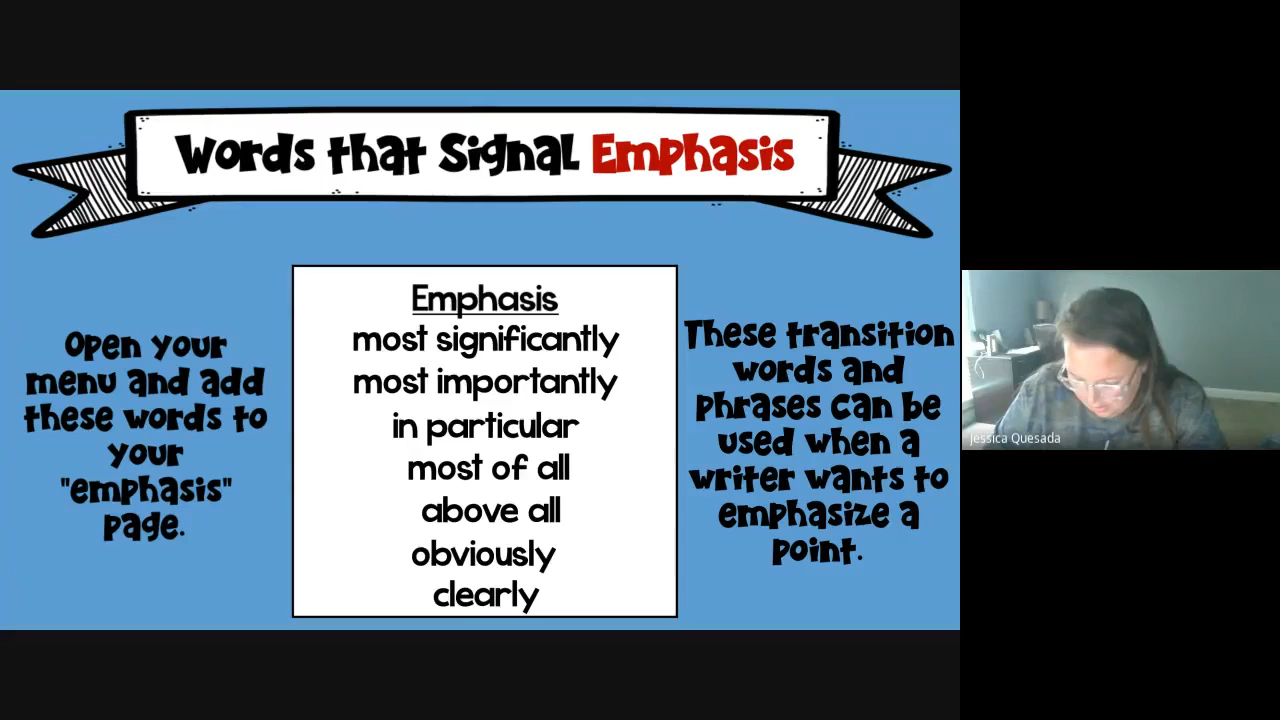 Words that Signal Emphasis
Open your
menu and add
these words to
your
"emphasis"
page.
Emphasis
most significantly
most importantly
in particular
most of all
above all
obviously
clearly
These transition
words and
phrases can be
used when a
writer wants to
emphasize a
point.
Jessica Quesada